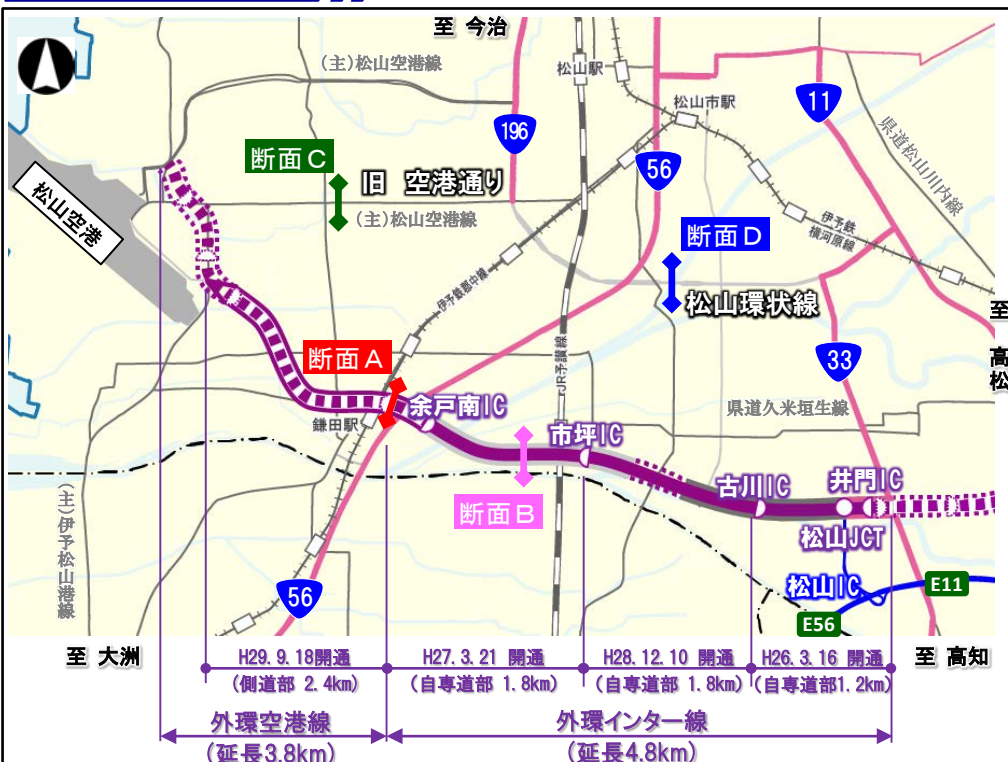 至 今治
(主)松山空港線
松山駅
松山市駅
196
56
11
県道松山川内線
断面C
旧 空港通り
(主)松山空港線
松山空港
断面D
伊予鉄
横河原線
松山環状線
伊予鉄郡中線
至
高
松
断面A
JR予讃線
33
余戸南IC
鎌田駅
県道久米垣生線
市坪IC
古川IC
井門IC
断面B
松山JCT
(主)伊予松山港線
松山IC
E11
56
E56
至 大洲
H29.9.18開通
(側道部 2.4km)
H27.3.21 開通
(自専道部 1.8km)
H28.12.10 開通
(自専道部 1.8km)
H26.3.16 開通
(自専道部1.2km)
至 高知
外環空港線
(延長3.8km)
外環インター線
(延長4.8km)